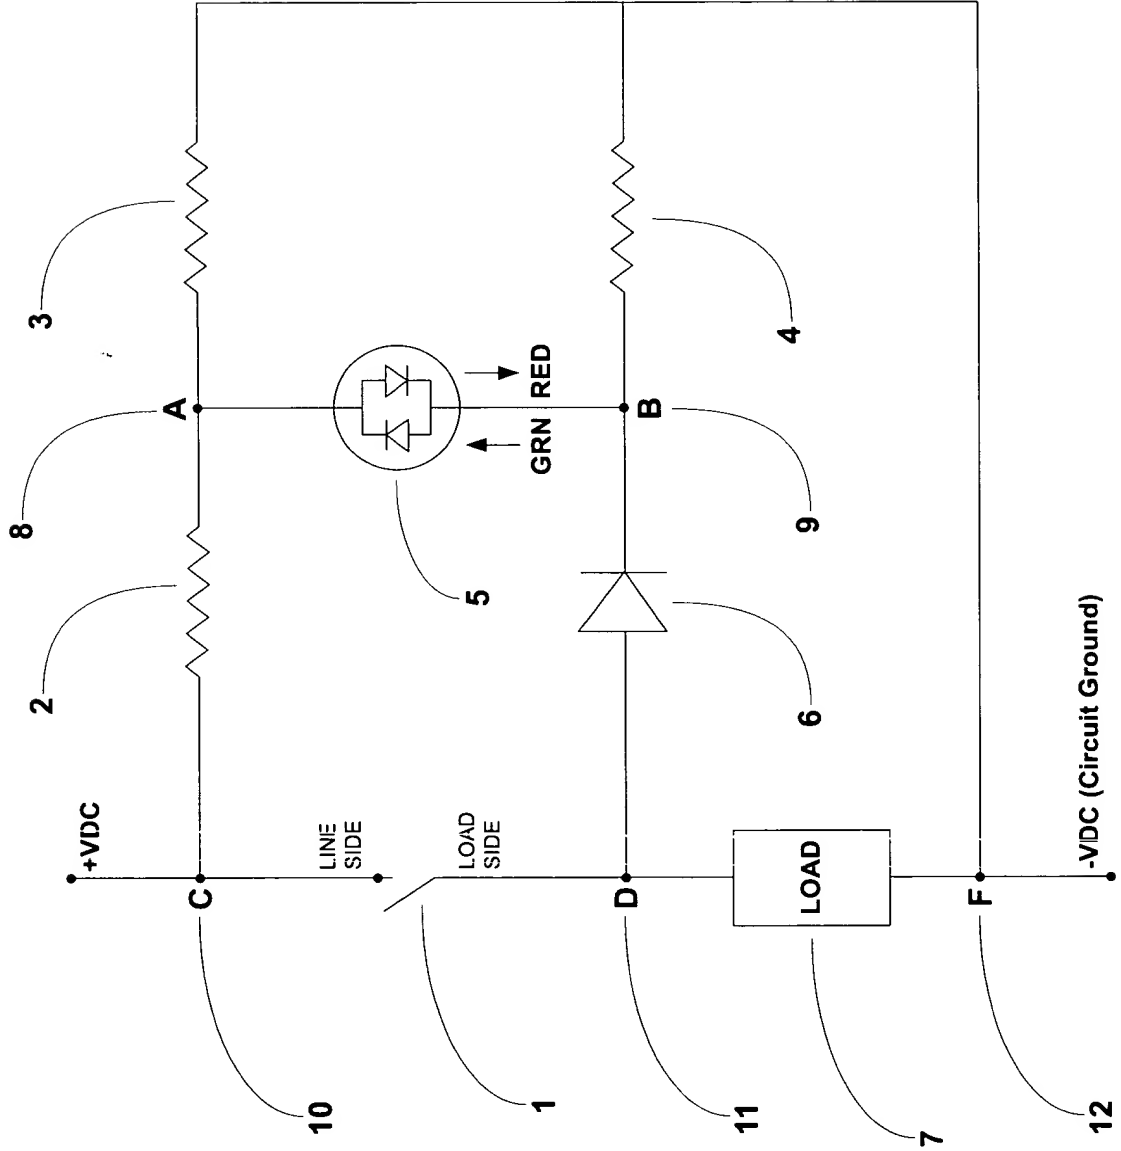 3
8
2
A
+VDC
C
10
LINE
SIDE
LOAD
SIDE
1
5
GRN
RED
B
4
9
6
D
11
LOAD
7
F
-VDC (Circuit Ground)
12